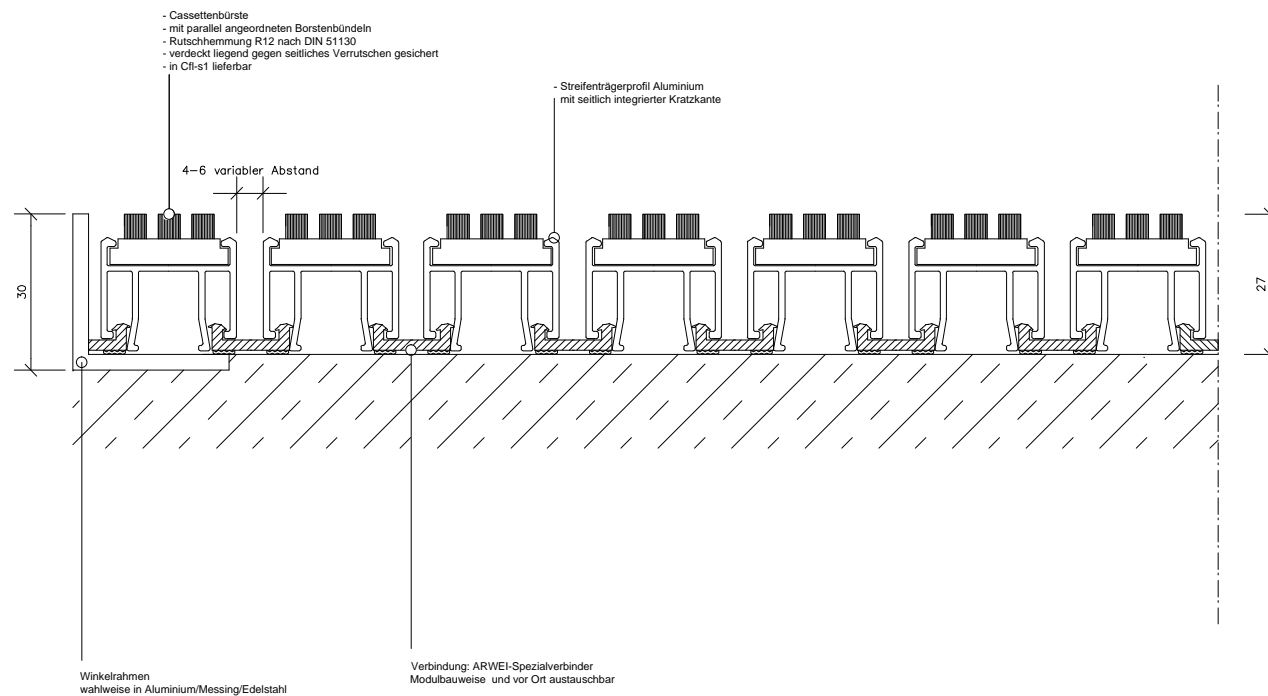 - Cassettenbürste
- mit parallel angeordneten Borstenbündeln
- Rutschhemmung R12 nach DIN 51130
- verdeckt liegend gegen seitliches Verrutschen gesichert
- in Cfl-s1 lieferbar
- Streifenträgerprofil Aluminium
mit seitlich integrierter Kratzkante
4-6 variabler Abstand
30
27
Winkelrahmen
wahlweise in Aluminium/Messing/Edelstahl
Verbindung: ARWEI-Spezialverbinder
Modulbauweise und vor Ort austauschbar